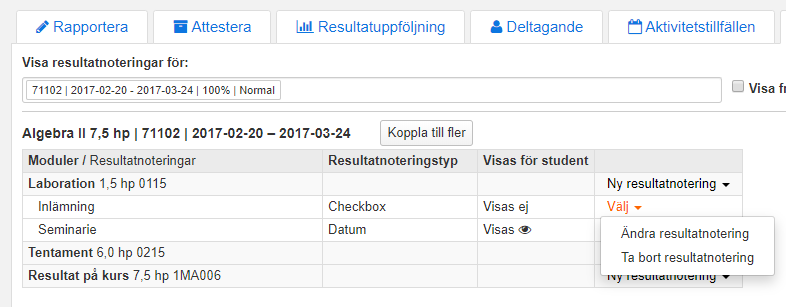 Rapportera Attestera Resultatuppföljning Deltagande Aktivitetstillfällen
Visa resultatnoteringar för:
71102 | 2017-02-20 - 2017-03-24 | 100% | Normal Visa fr
Algebra II 7,5 hp | 71102 | 2017-02-20 – 2017-03-24 Koppla till fler
Moduler / Resultatnoteringar Resultatnoteringstyp Visas för student
Laboration 1,5 hp 0115 Ny resultatnotering
Inlämning Checkbox Visas ej Välj
Seminarie Datum Visas Ändra resultatnotering
Tentament 6,0 hp 0215 Ta bort resultatnotering
Resultat på kurs 7,5 hp 1MA006 Ny resultatnotering